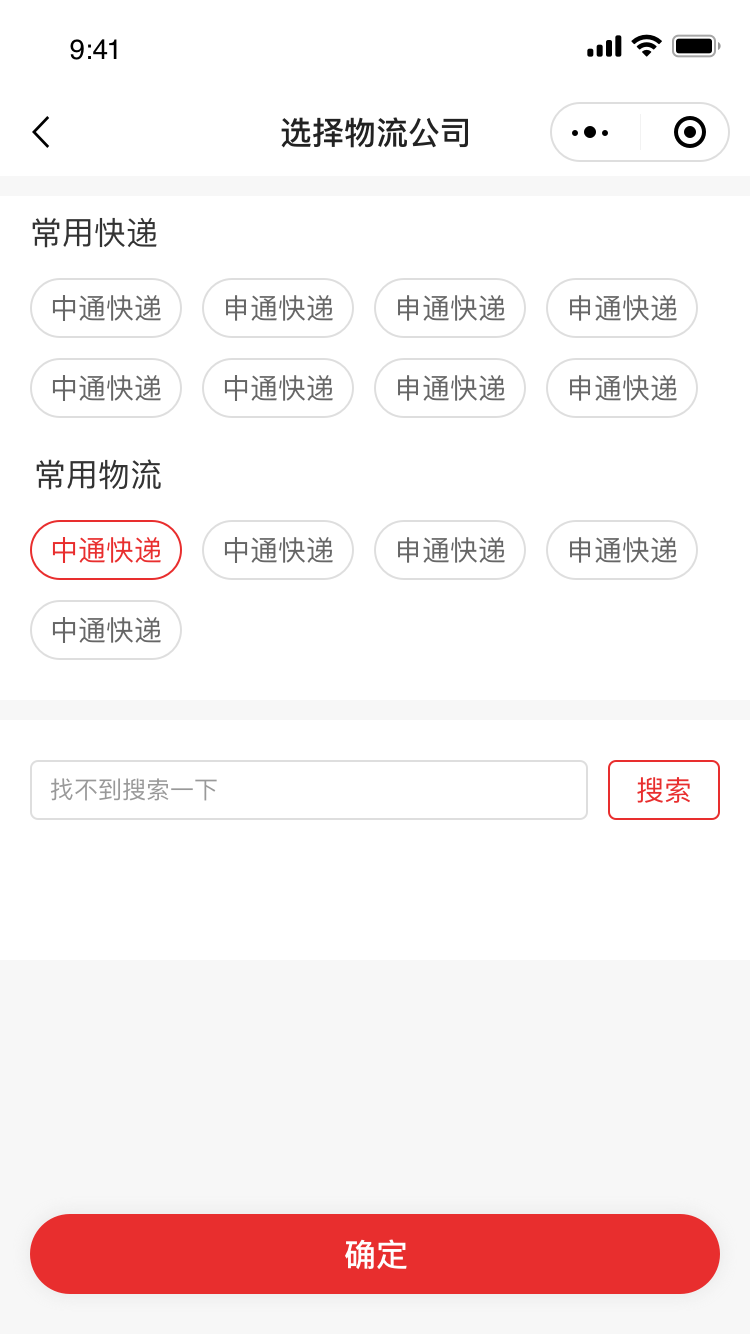 9:41
选择物流公司
常用快递
中通快递 申通快递 申通快递 申通快递
中通快递 中通快递 申通快递 申通快递
常用物流
中通快递 中通快递 申通快递 申通快递
中通快递
找不到搜索一下 搜索
确定